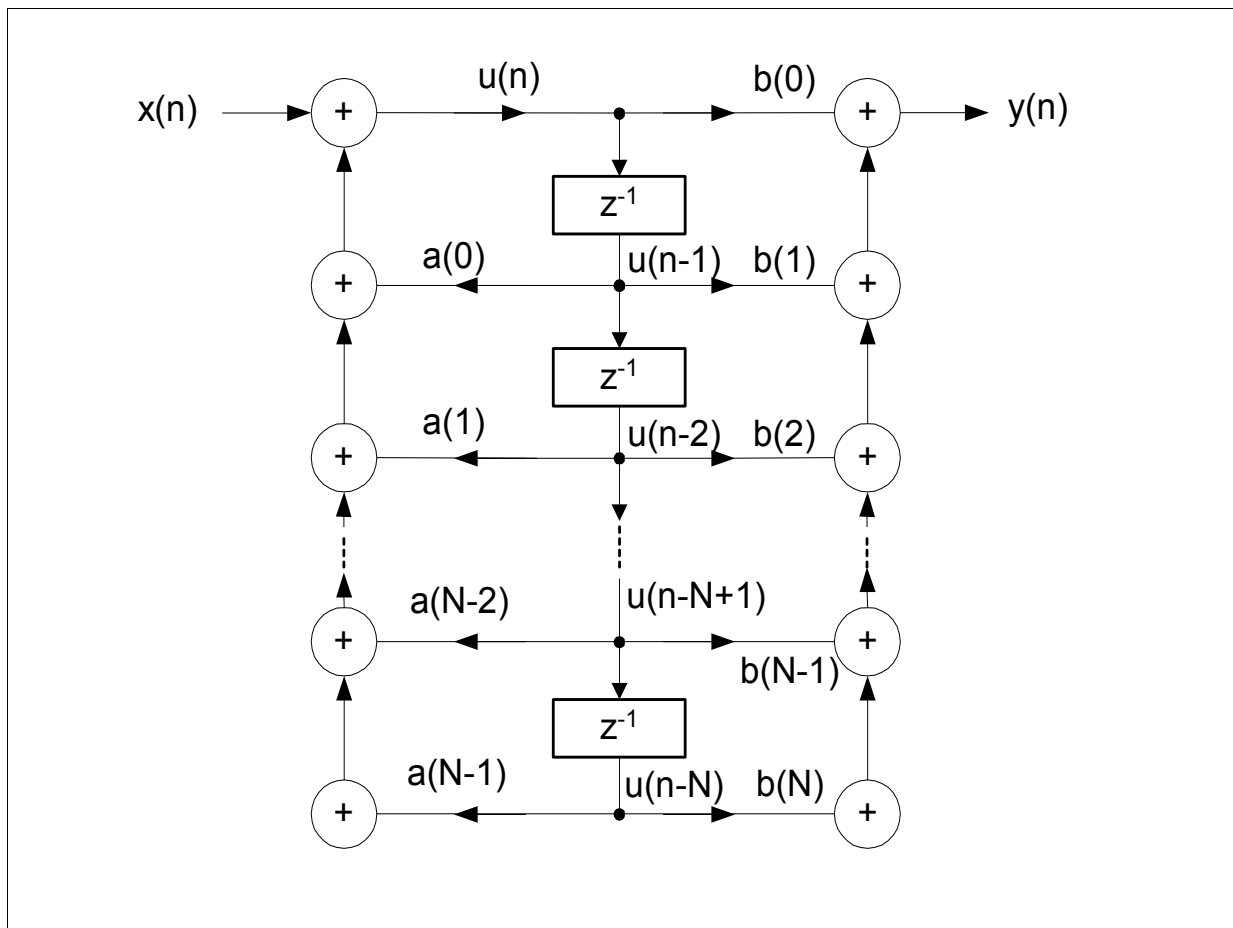 u(n) b(0)
x(n) + + y(n)
z⁻¹
a(0) u(n-1) b(1)
+ +
z⁻¹
a(1) u(n-2) b(2)
+ +
a(N-2) u(n-N+1)
+ +
b(N-1)
z⁻¹
a(N-1) u(n-N) b(N)
+ +